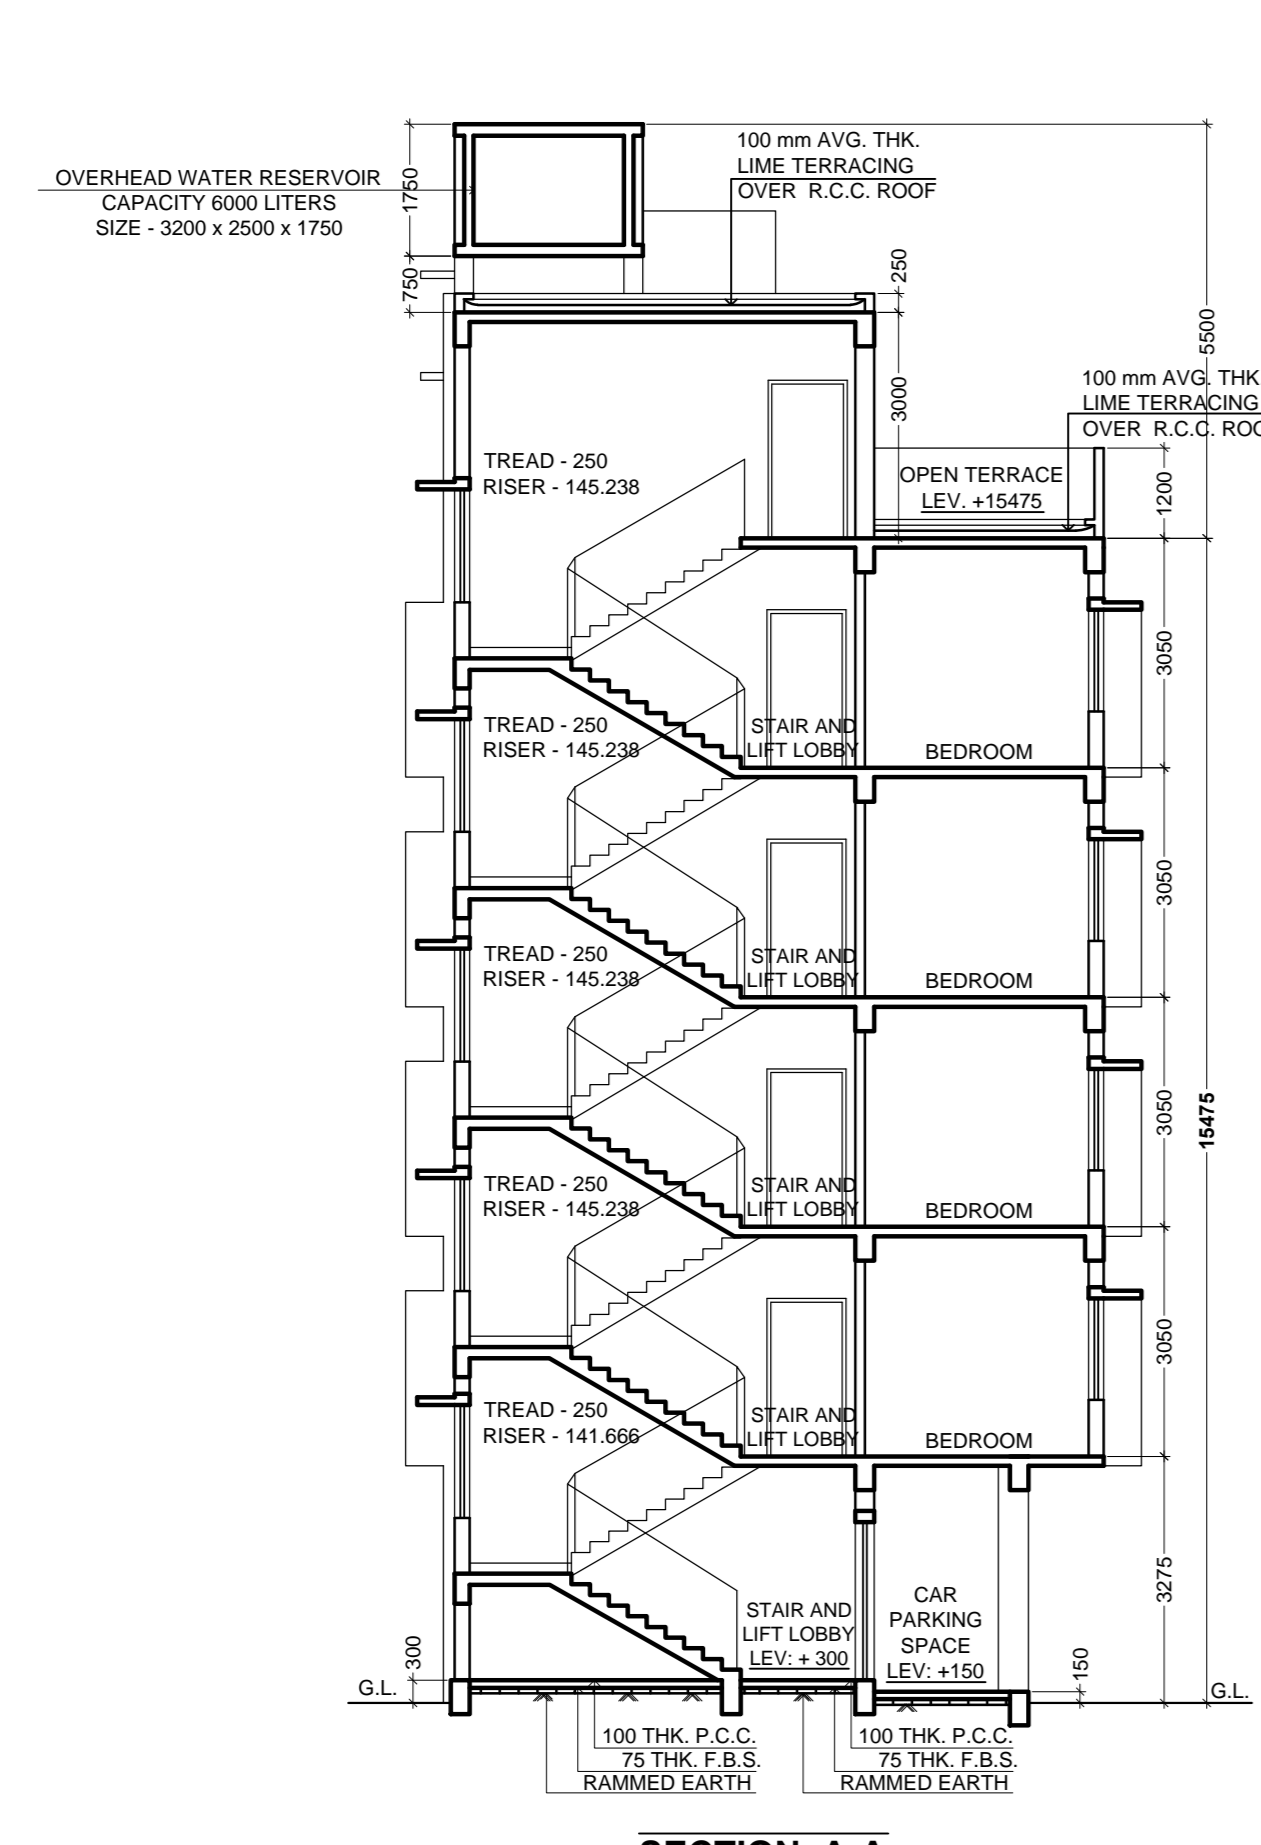 100 mm AVG. THK.
LIME TERRACING
OVER R.C.C. ROOF
OVERHEAD WATER RESERVOIR
CAPACITY 6000 LITERS
SIZE - 3200 x 2500 x 1750
1750
750
250
3000
5500
100 mm AVG. THK
LIME TERRACING
OVER R.C.C.
TREAD - 250
RISER - 145.238
OPEN TERRACE
LEV. +15475
1200
3050
TREAD - 250
RISER - 145.238
STAIR AND
LIFT LOBBY
BEDROOM
3050
TREAD - 250
RISER - 145.238
STAIR AND
LIFT LOBBY
BEDROOM
3050
15475
TREAD - 250
RISER - 145.238
STAIR AND
LIFT LOBBY
BEDROOM
3050
TREAD - 250
RISER - 141.666
STAIR AND
LIFT LOBBY
BEDROOM
3275
CAR
PARKING
SPACE
LEV: +150
STAIR AND
LIFT LOBBY
LEV: + 300
300
150
G.L.
G.L.
100 THK. P.C.C.
75 THK. F.B.S.
RAMMED EARTH
100 THK. P.C.C.
75 THK. F.B.S.
RAMMED EARTH
SECTION A-A